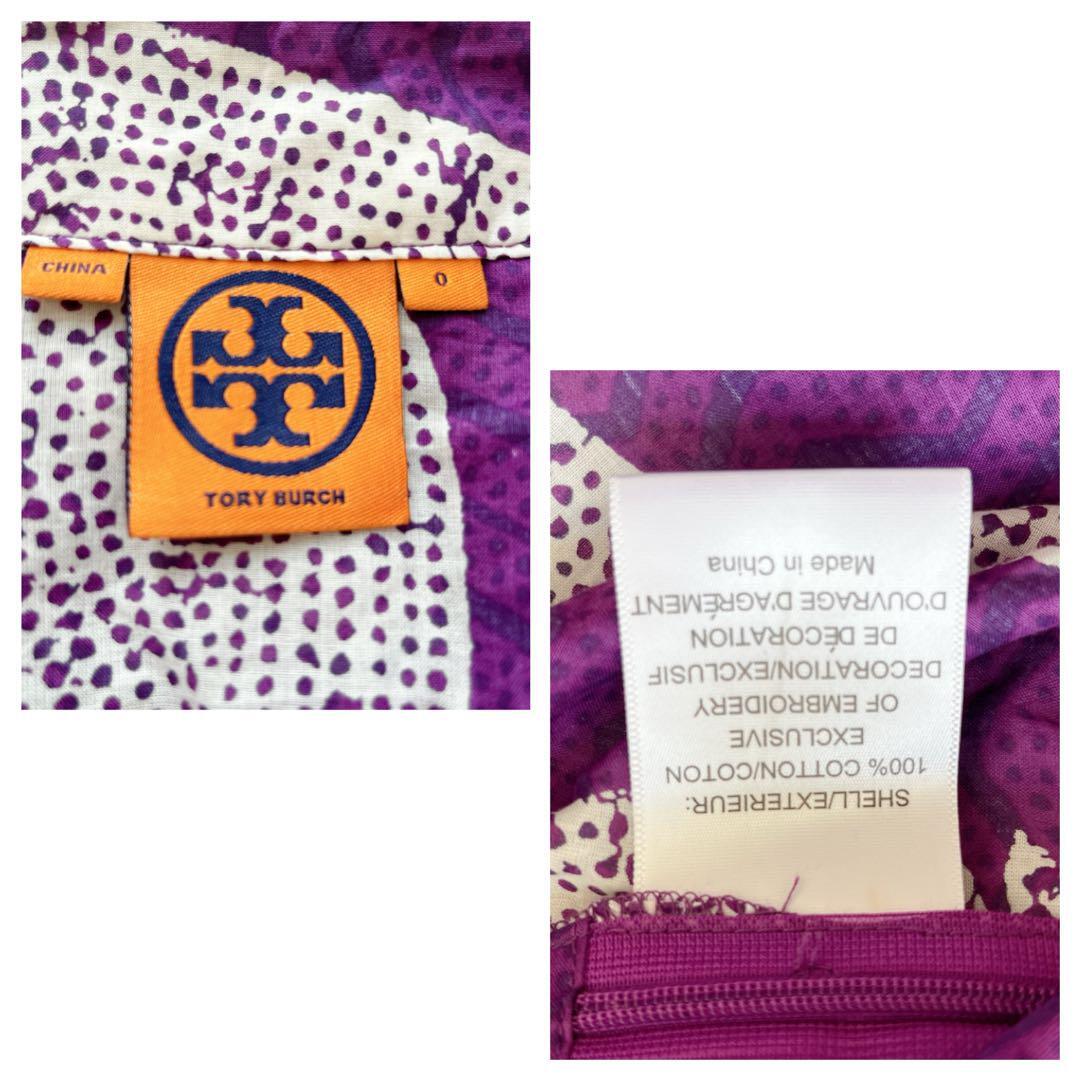 CHINA
0
TORY BURCH
SHELL/EXTERIEUR:
100% COTTON/COTON
EXCLUSIVE
OF EMBROIDERY
DECORATION/EXCLUSIF
DE DÉCORATION
D'OUVRAGE D'AGRÉMENT
Made in China